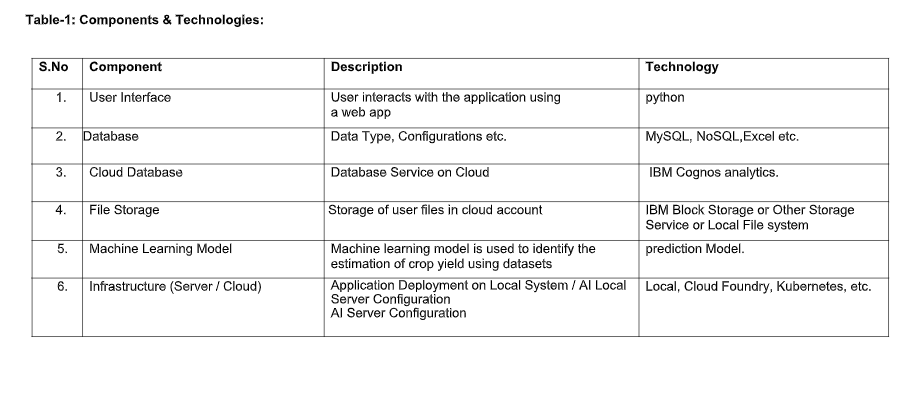 Table-1: Components & Technologies:
S.No Component Description Technology
1. User Interface User interacts with the application using python
a web app
2. Database Data Type, Configurations etc. MySQL, NoSQL,Excel etc.
3. Cloud Database Database Service on Cloud IBM Cognos analytics.
4. File Storage Storage of user files in cloud account IBM Block Storage or Other Storage
Service or Local File system
5. Machine Learning Model Machine learning model is used to identify the prediction Model.
estimation of crop yield using datasets
6. Infrastructure (Server / Cloud) Application Deployment on Local System / AI Local Local, Cloud Foundry, Kubernetes, etc.
Server Configuration
AI Server Configuration